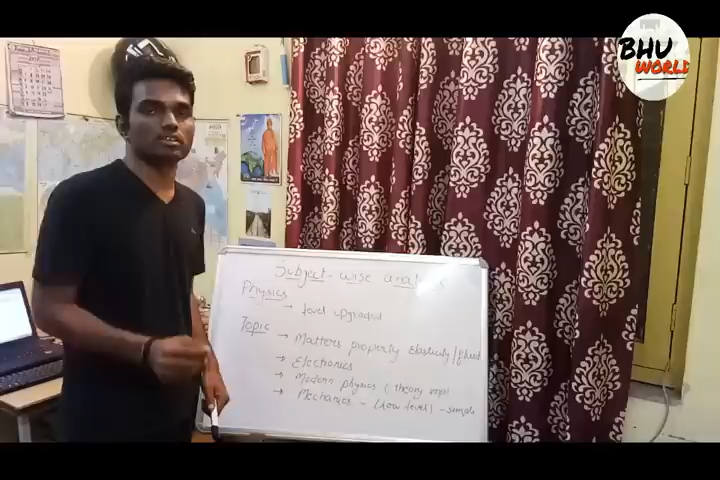 BHU
WORLD
Subject-wise
Physics
→ level upgraded
Topic
→ Matters property Elasticity/fluid
→ Electronics
→ Modern physics (theory imp)
→ Mechanics - (low level) - simple